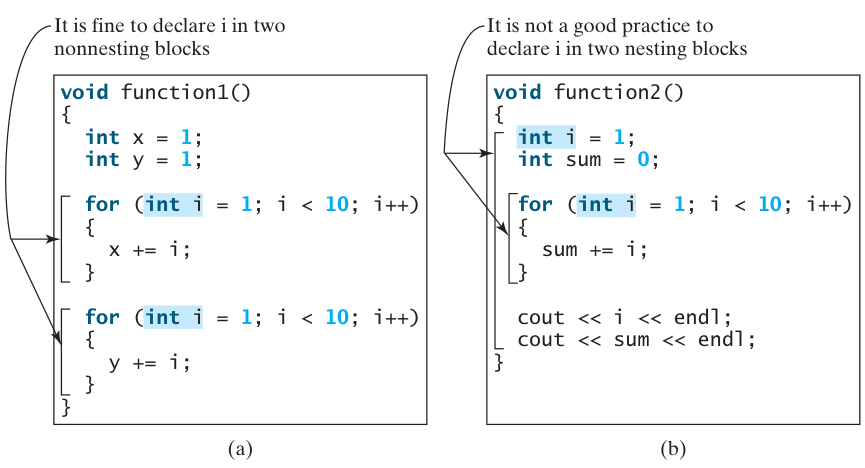 It is fine to declare i in two
nonnesting blocks
void function1()
{
int x = 1;
int y = 1;
for (int i = 1; i < 10; i++)
{
x += i;
}
for (int i = 1; i < 10; i++)
{
y += i;
}
}
(a)
It is not a good practice to
declare i in two nesting blocks
void function2()
{
int i = 1;
int sum = 0;
for (int i = 1; i < 10; i++)
{
sum += i;
}
cout << i << endl;
cout << sum << endl;
}
(b)